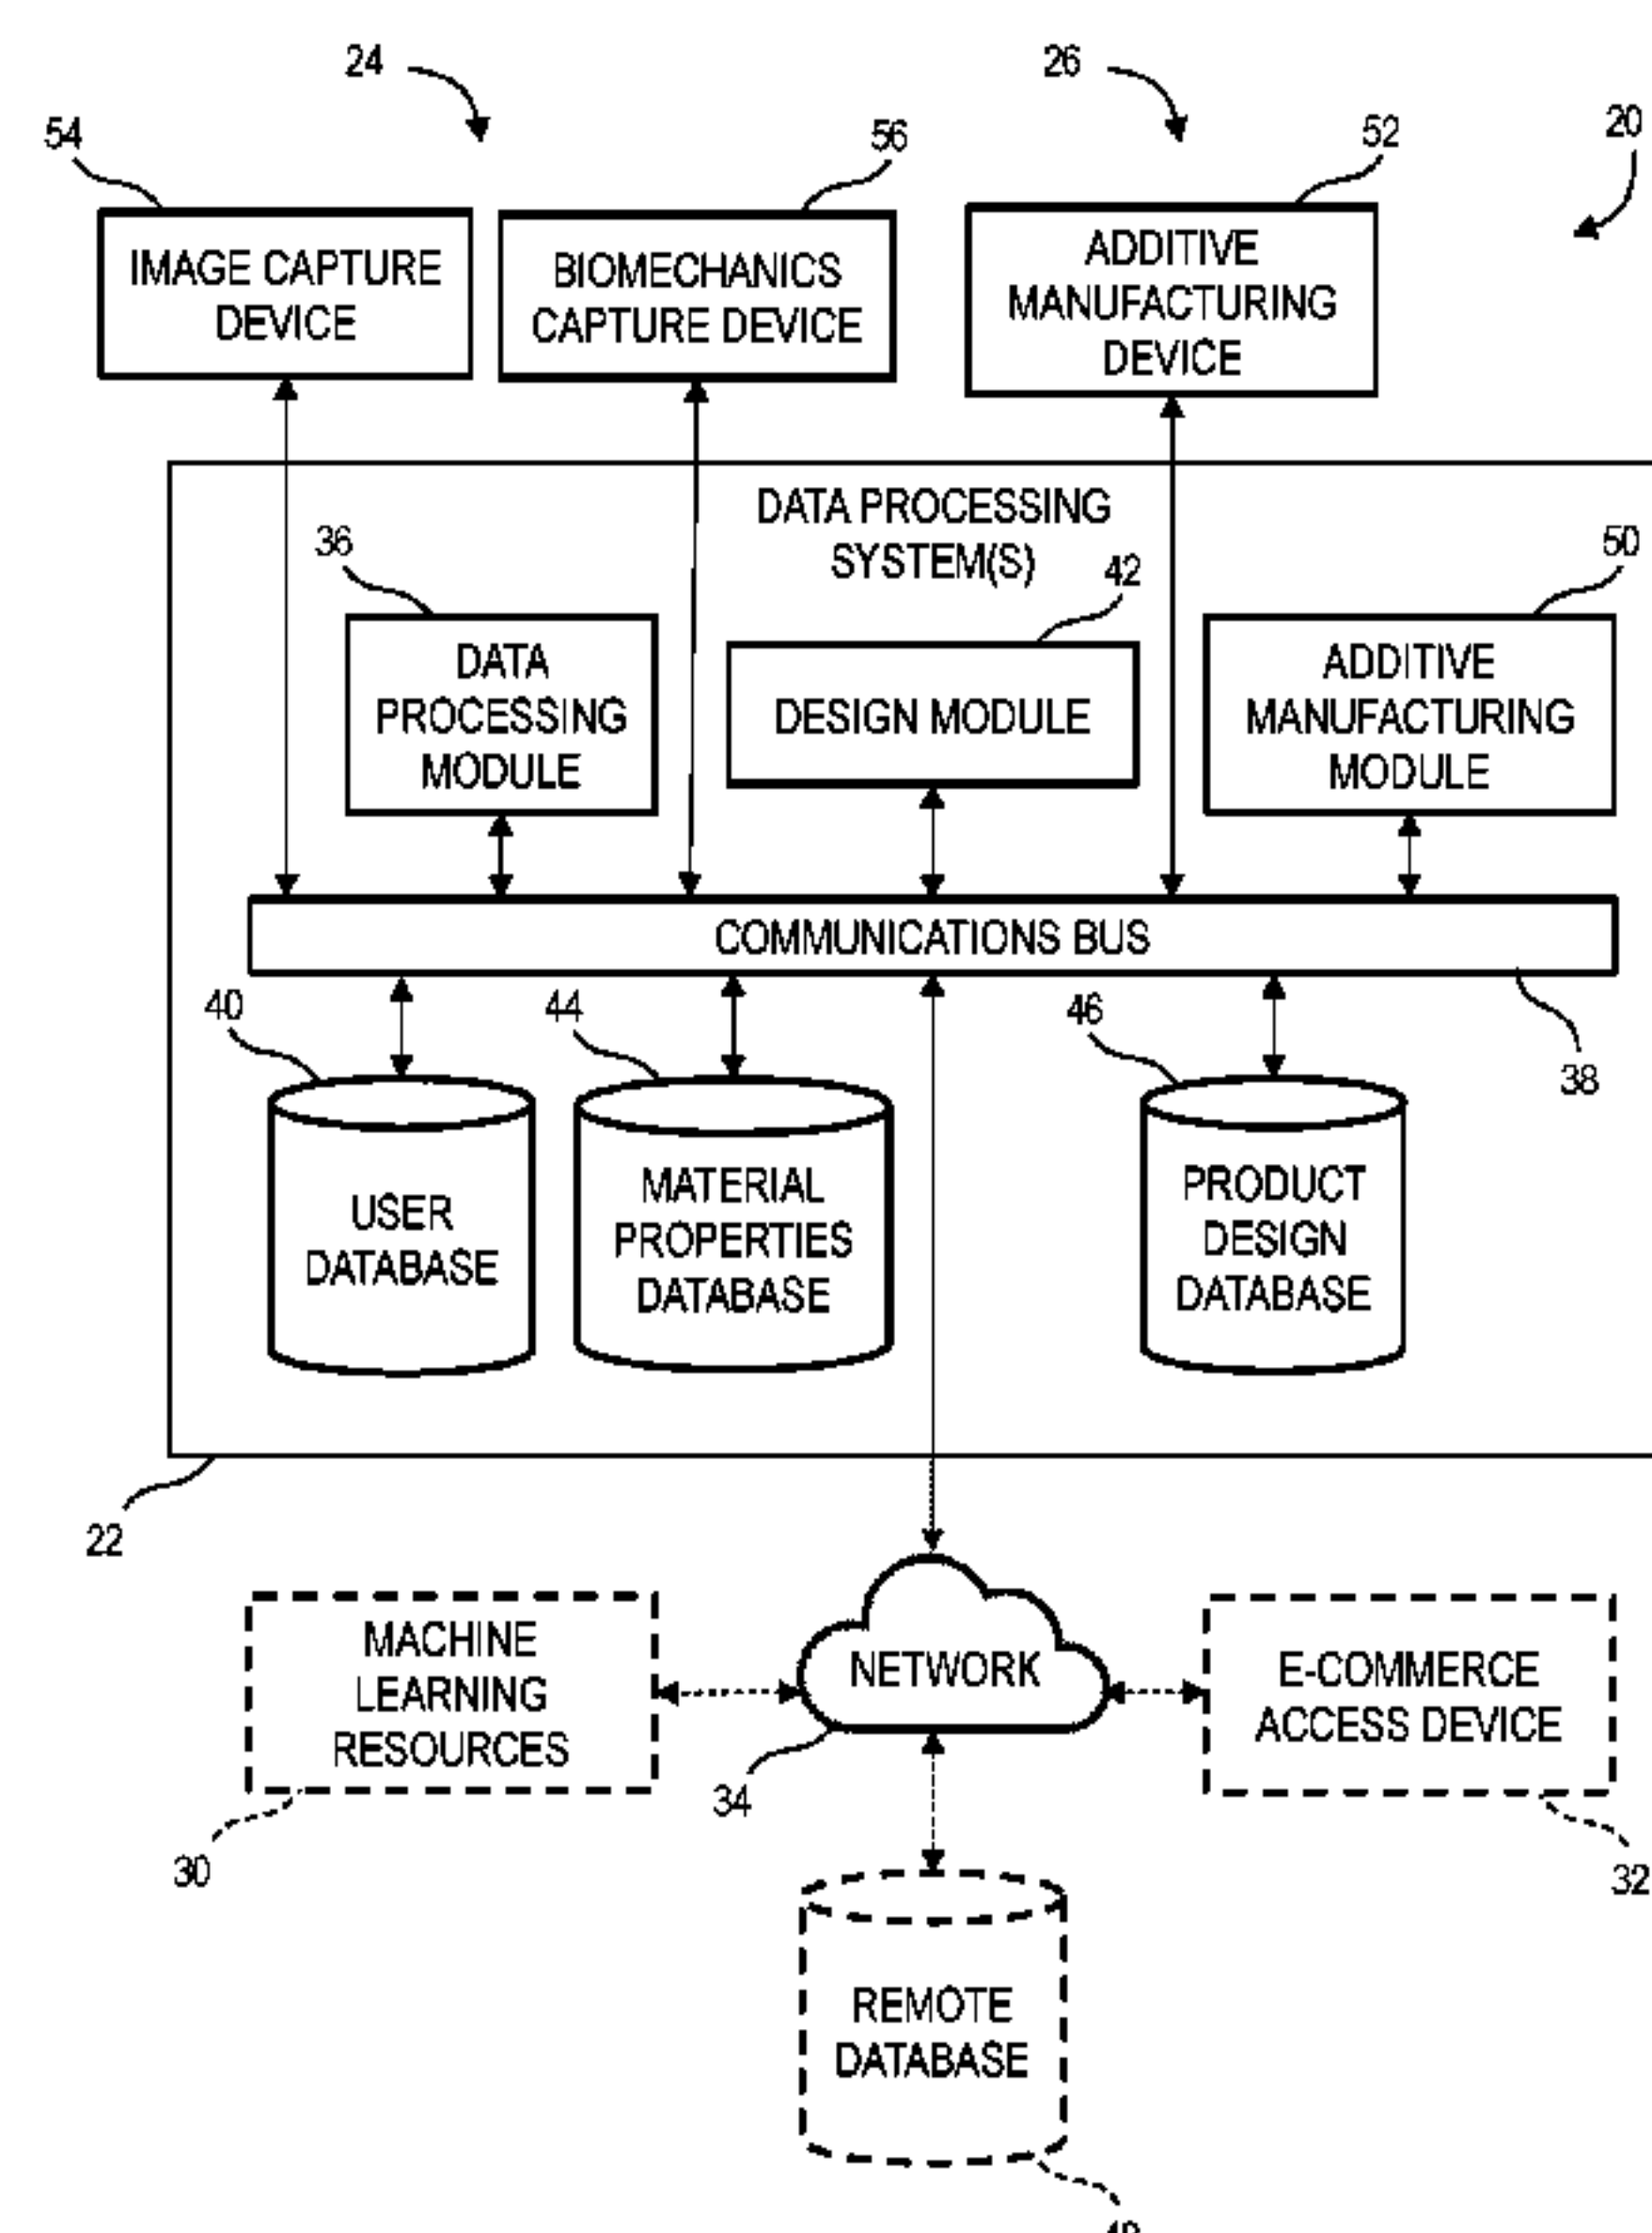 24
26
54
56
52
20
IMAGE CAPTURE
DEVICE
BIOMECHANICS
CAPTURE DEVICE
ADDITIVE
MANUFACTURING
DEVICE
DATA PROCESSING
SYSTEM(S)
36
42
50
DATA
PROCESSING
MODULE
DESIGN MODULE
ADDITIVE
MANUFACTURING
MODULE
COMMUNICATIONS BUS
40
44
46
38
USER
DATABASE
MATERIAL
PROPERTIES
DATABASE
PRODUCT
DESIGN
DATABASE
22
MACHINE
LEARNING
RESOURCES
NETWORK
E-COMMERCE
ACCESS DEVICE
34
30
32
REMOTE
DATABASE